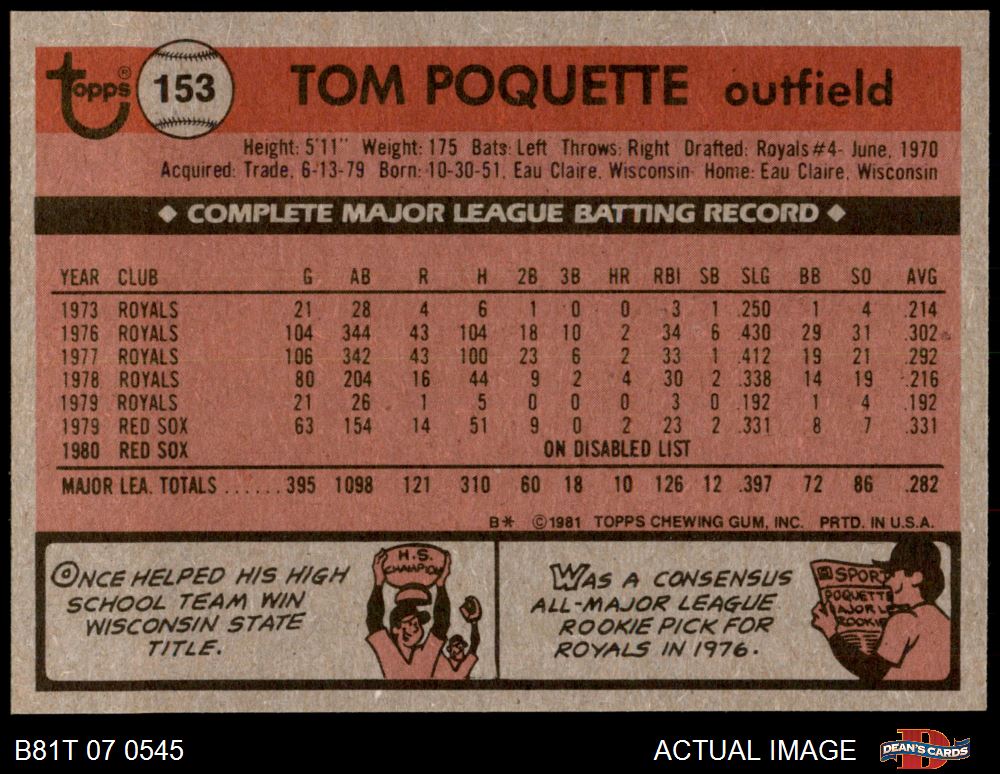 topps® 153 TOM POQUETTE outfield
Height: 5'11" Weight: 175 Bats: Left Throws: Right Drafted: Royals #4- June, 1970
Acquired: Trade, 6-13-79 Born: 10-30-51, Eau Claire, Wisconsin Home: Eau Claire, Wisconsin
◆ COMPLETE MAJOR LEAGUE BATTING RECORD ◆
YEAR CLUB G AB R H 2B 3B HR RBI SB SLG BB SO AVG
1973 ROYALS 21 28 4 6 1 0 0 3 1 .250 1 4 .214
1976 ROYALS 104 344 43 104 18 10 2 34 6 .430 29 31 .302
1977 ROYALS 106 342 43 100 23 6 2 33 1 .412 19 21 .292
1978 ROYALS 80 204 16 44 9 2 4 30 2 .338 14 19 .216
1979 ROYALS 21 26 1 5 0 0 0 3 0 .192 1 4 .192
1979 RED SOX 63 154 14 51 9 0 2 23 2 .331 8 7 .331
1980 RED SOX ON DISABLED LIST
MAJOR LEA. TOTALS ...... 395 1098 121 310 60 18 10 126 12 .397 72 86 .282
B* ©1981 TOPPS CHEWING GUM, INC. PRTD. IN U.S.A.
ONCE HELPED HIS HIGH
SCHOOL TEAM WIN
WISCONSIN STATE
TITLE.
H.S.
CHAMPION
WAS A CONSENSUS
ALL-MAJOR LEAGUE
ROOKIE PICK FOR
ROYALS IN 1976.
SPORT
POQUETTE
MAJOR L
ROOKIE
B81T 07 0545 ACTUAL IMAGE DEAN'S CARDS